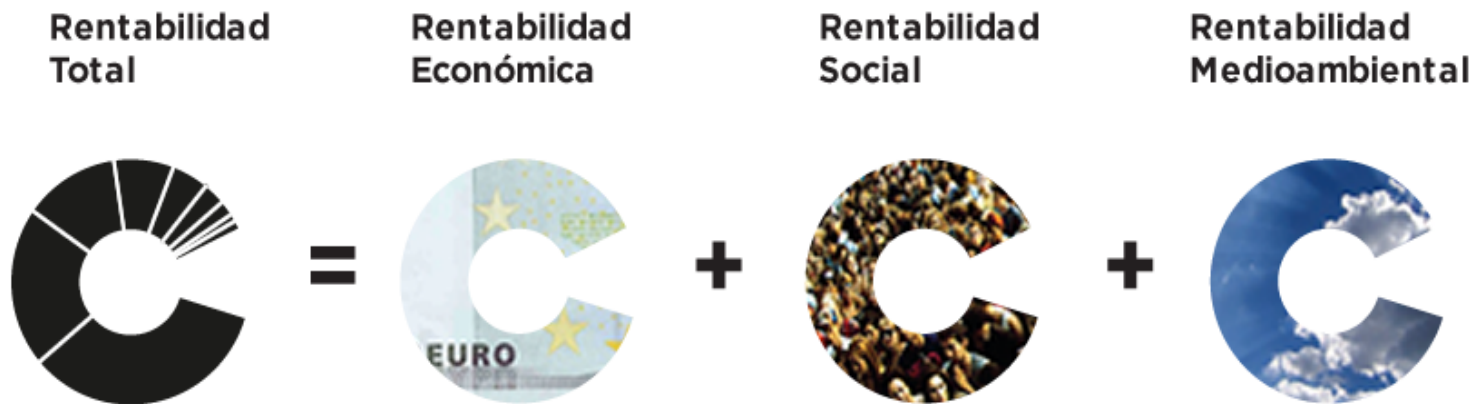 Rentabilidad
Total
Rentabilidad
Económica
Rentabilidad
Social
Rentabilidad
Medioambiental
=
+
+
EURO